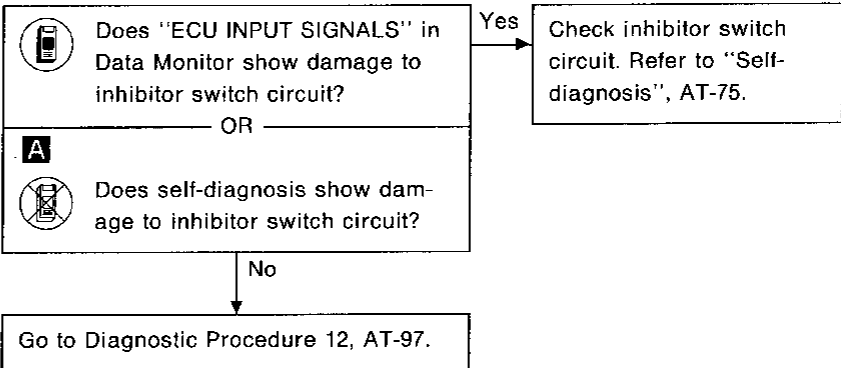 Does "ECU INPUT SIGNALS" in
Data Monitor show damage to
inhibitor switch circuit?
Yes
Check inhibitor switch
circuit. Refer to "Self-
diagnosis", AT-75.
OR
A
Does self-diagnosis show dam-
age to inhibitor switch circuit?
No
Go to Diagnostic Procedure 12, AT-97.